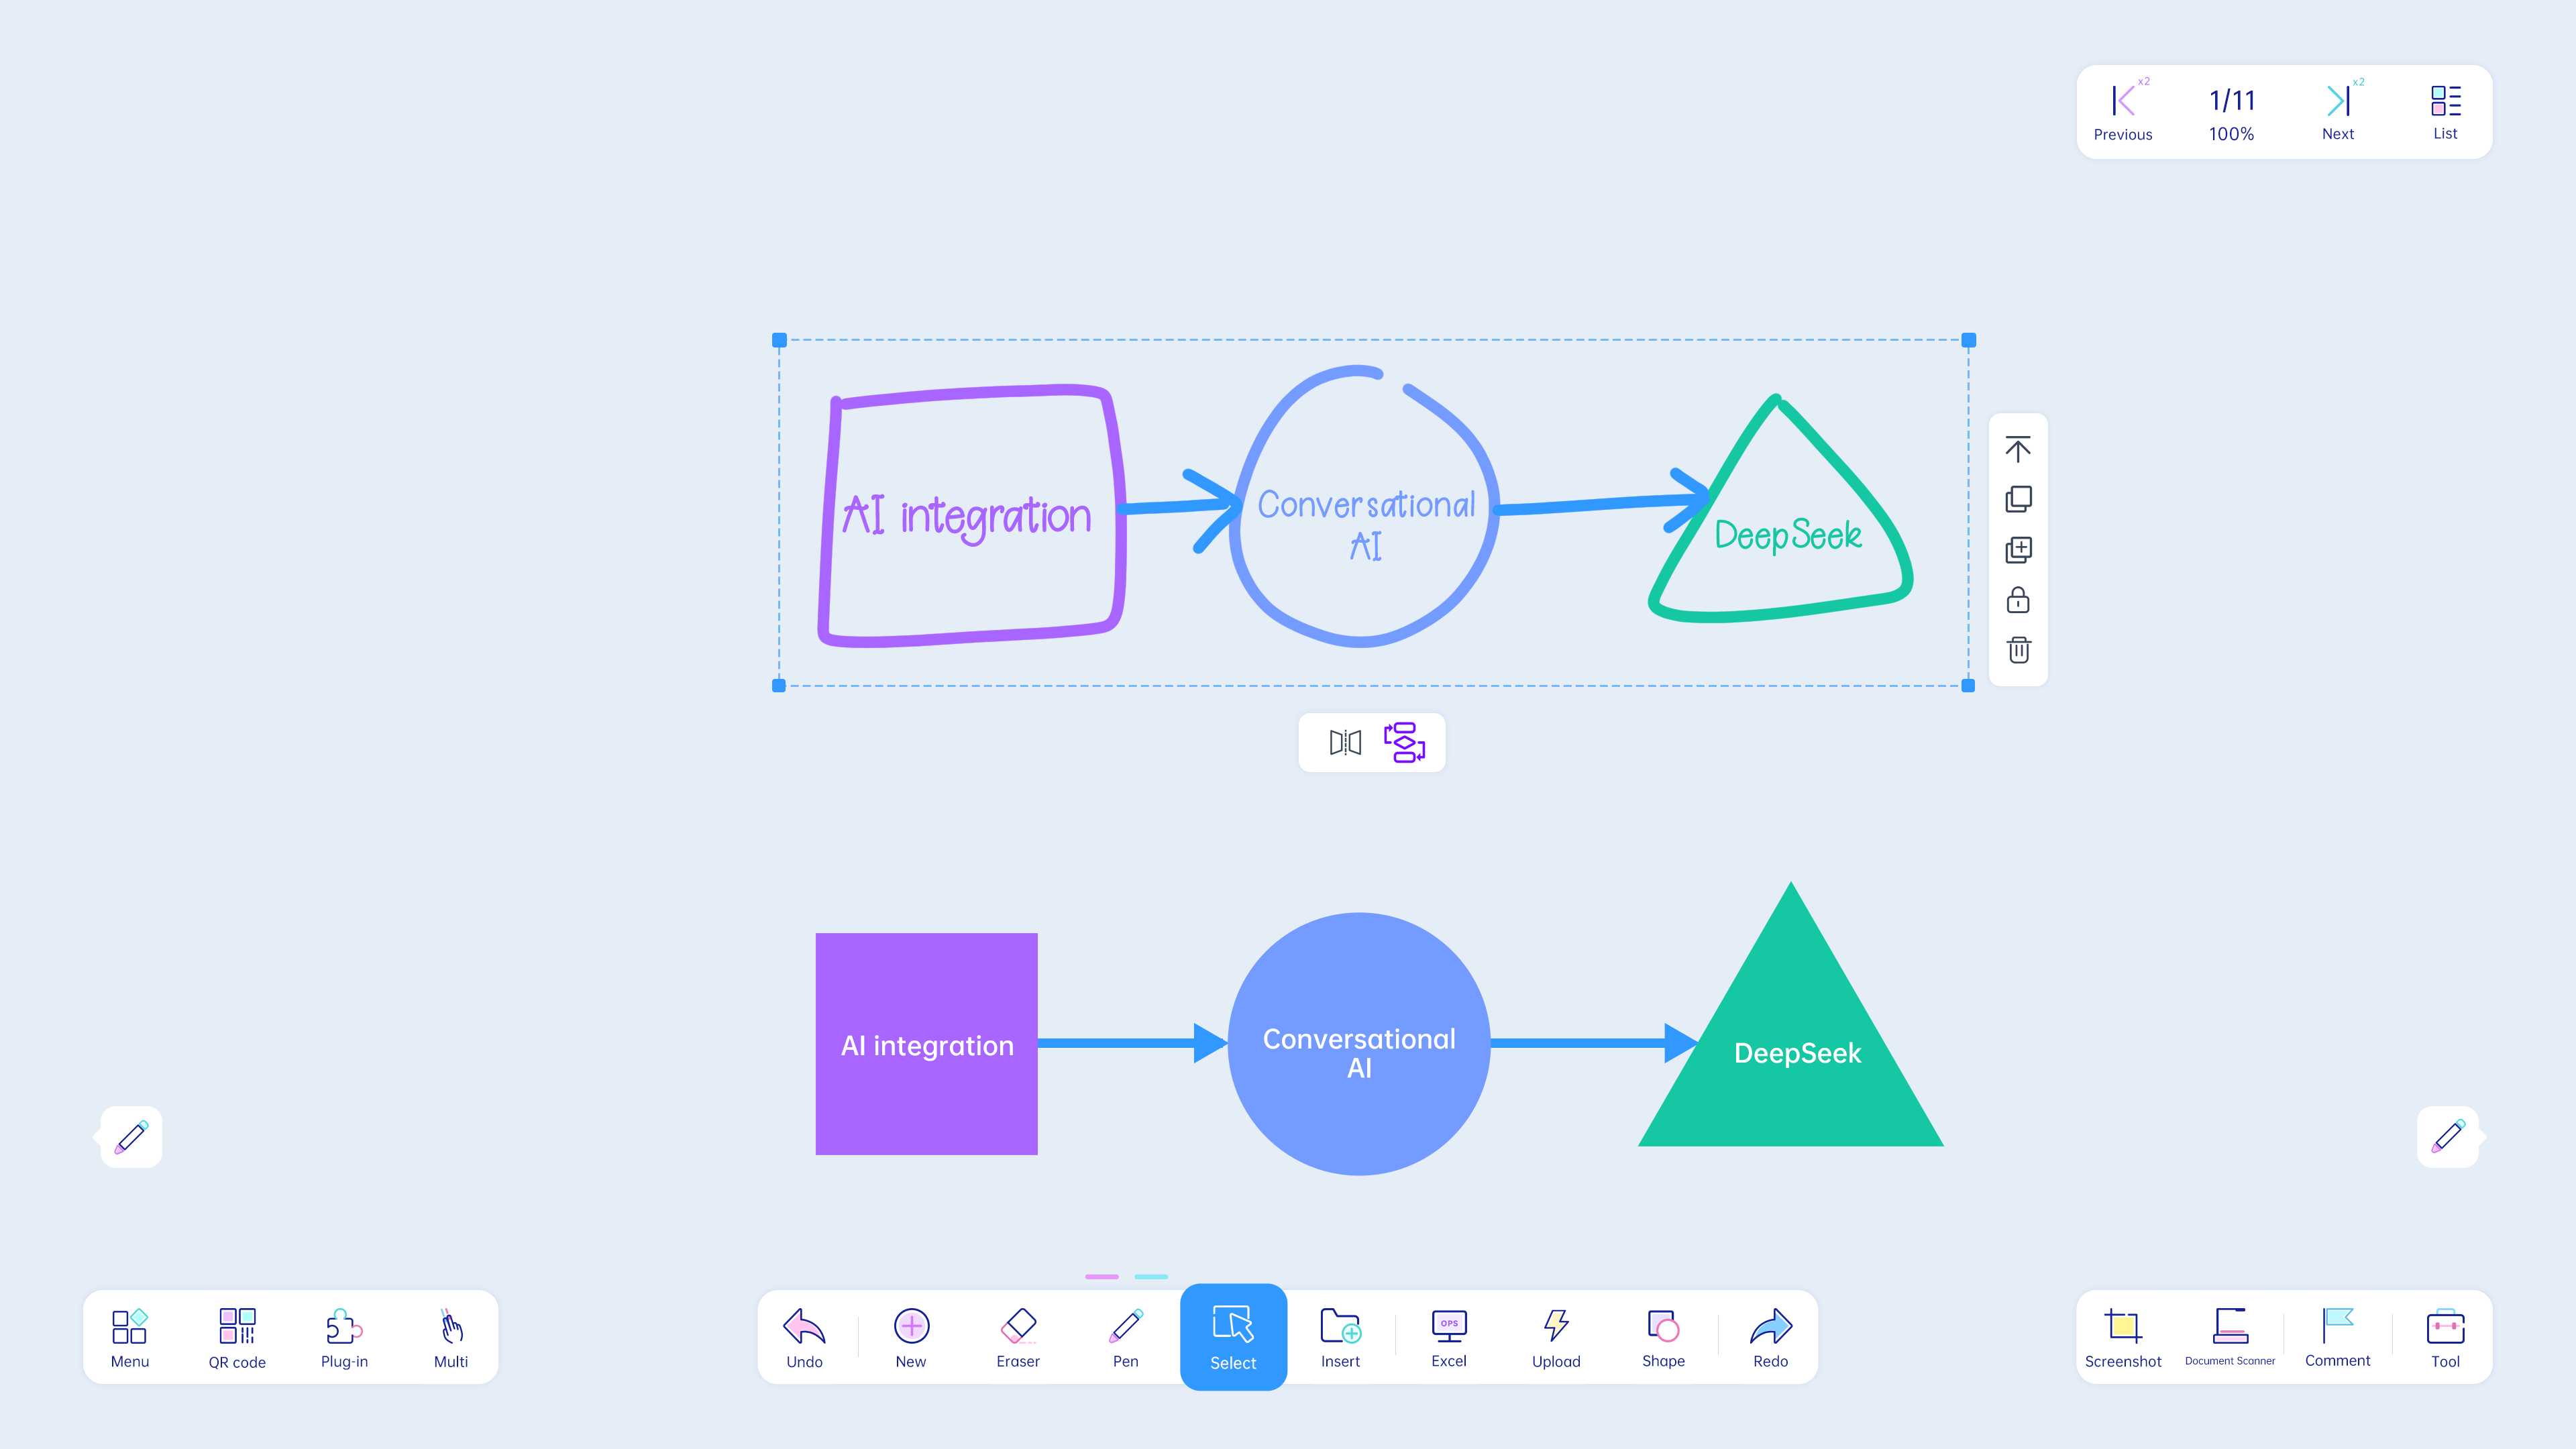 x2
1/11
x2
Previous
100%
Next
List
AI integration
Conversational
AI
DeepSeek
AI integration
Conversational
AI
DeepSeek
Menu
QR code
Plug-in
Multi
Undo
New
Eraser
Pen
Select
Insert
OPS
Excel
Upload
Shape
Redo
Screenshot
Document Scanner
Comment
Tool